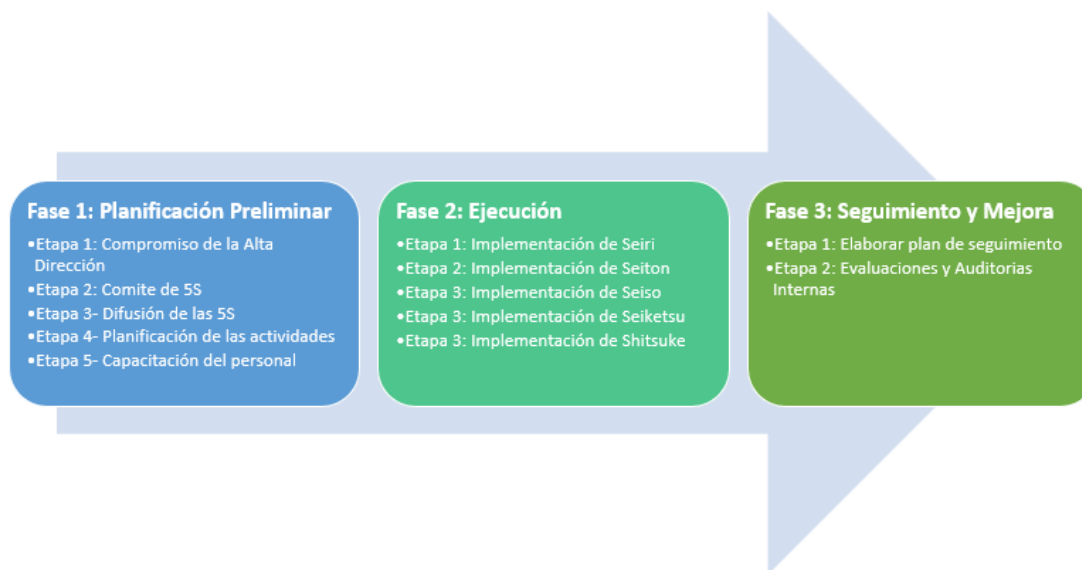 Fase 1: Planificación Preliminar
•Etapa 1: Compromiso de la Alta
Dirección
•Etapa 2: Comite de 5S
•Etapa 3- Difusión de las 5S
•Etapa 4- Planificación de las actividades
•Etapa 5- Capacitación del personal
Fase 2: Ejecución
•Etapa 1: Implementación de Seiri
•Etapa 2: Implementación de Seiton
•Etapa 3: Implementación de Seiso
•Etapa 3: Implementación de Seiketsu
•Etapa 3: Implementación de Shitsuke
Fase 3: Seguimiento y Mejora
•Etapa 1: Elaborar plan de seguimiento
•Etapa 2: Evaluaciones y Auditorias
Internas